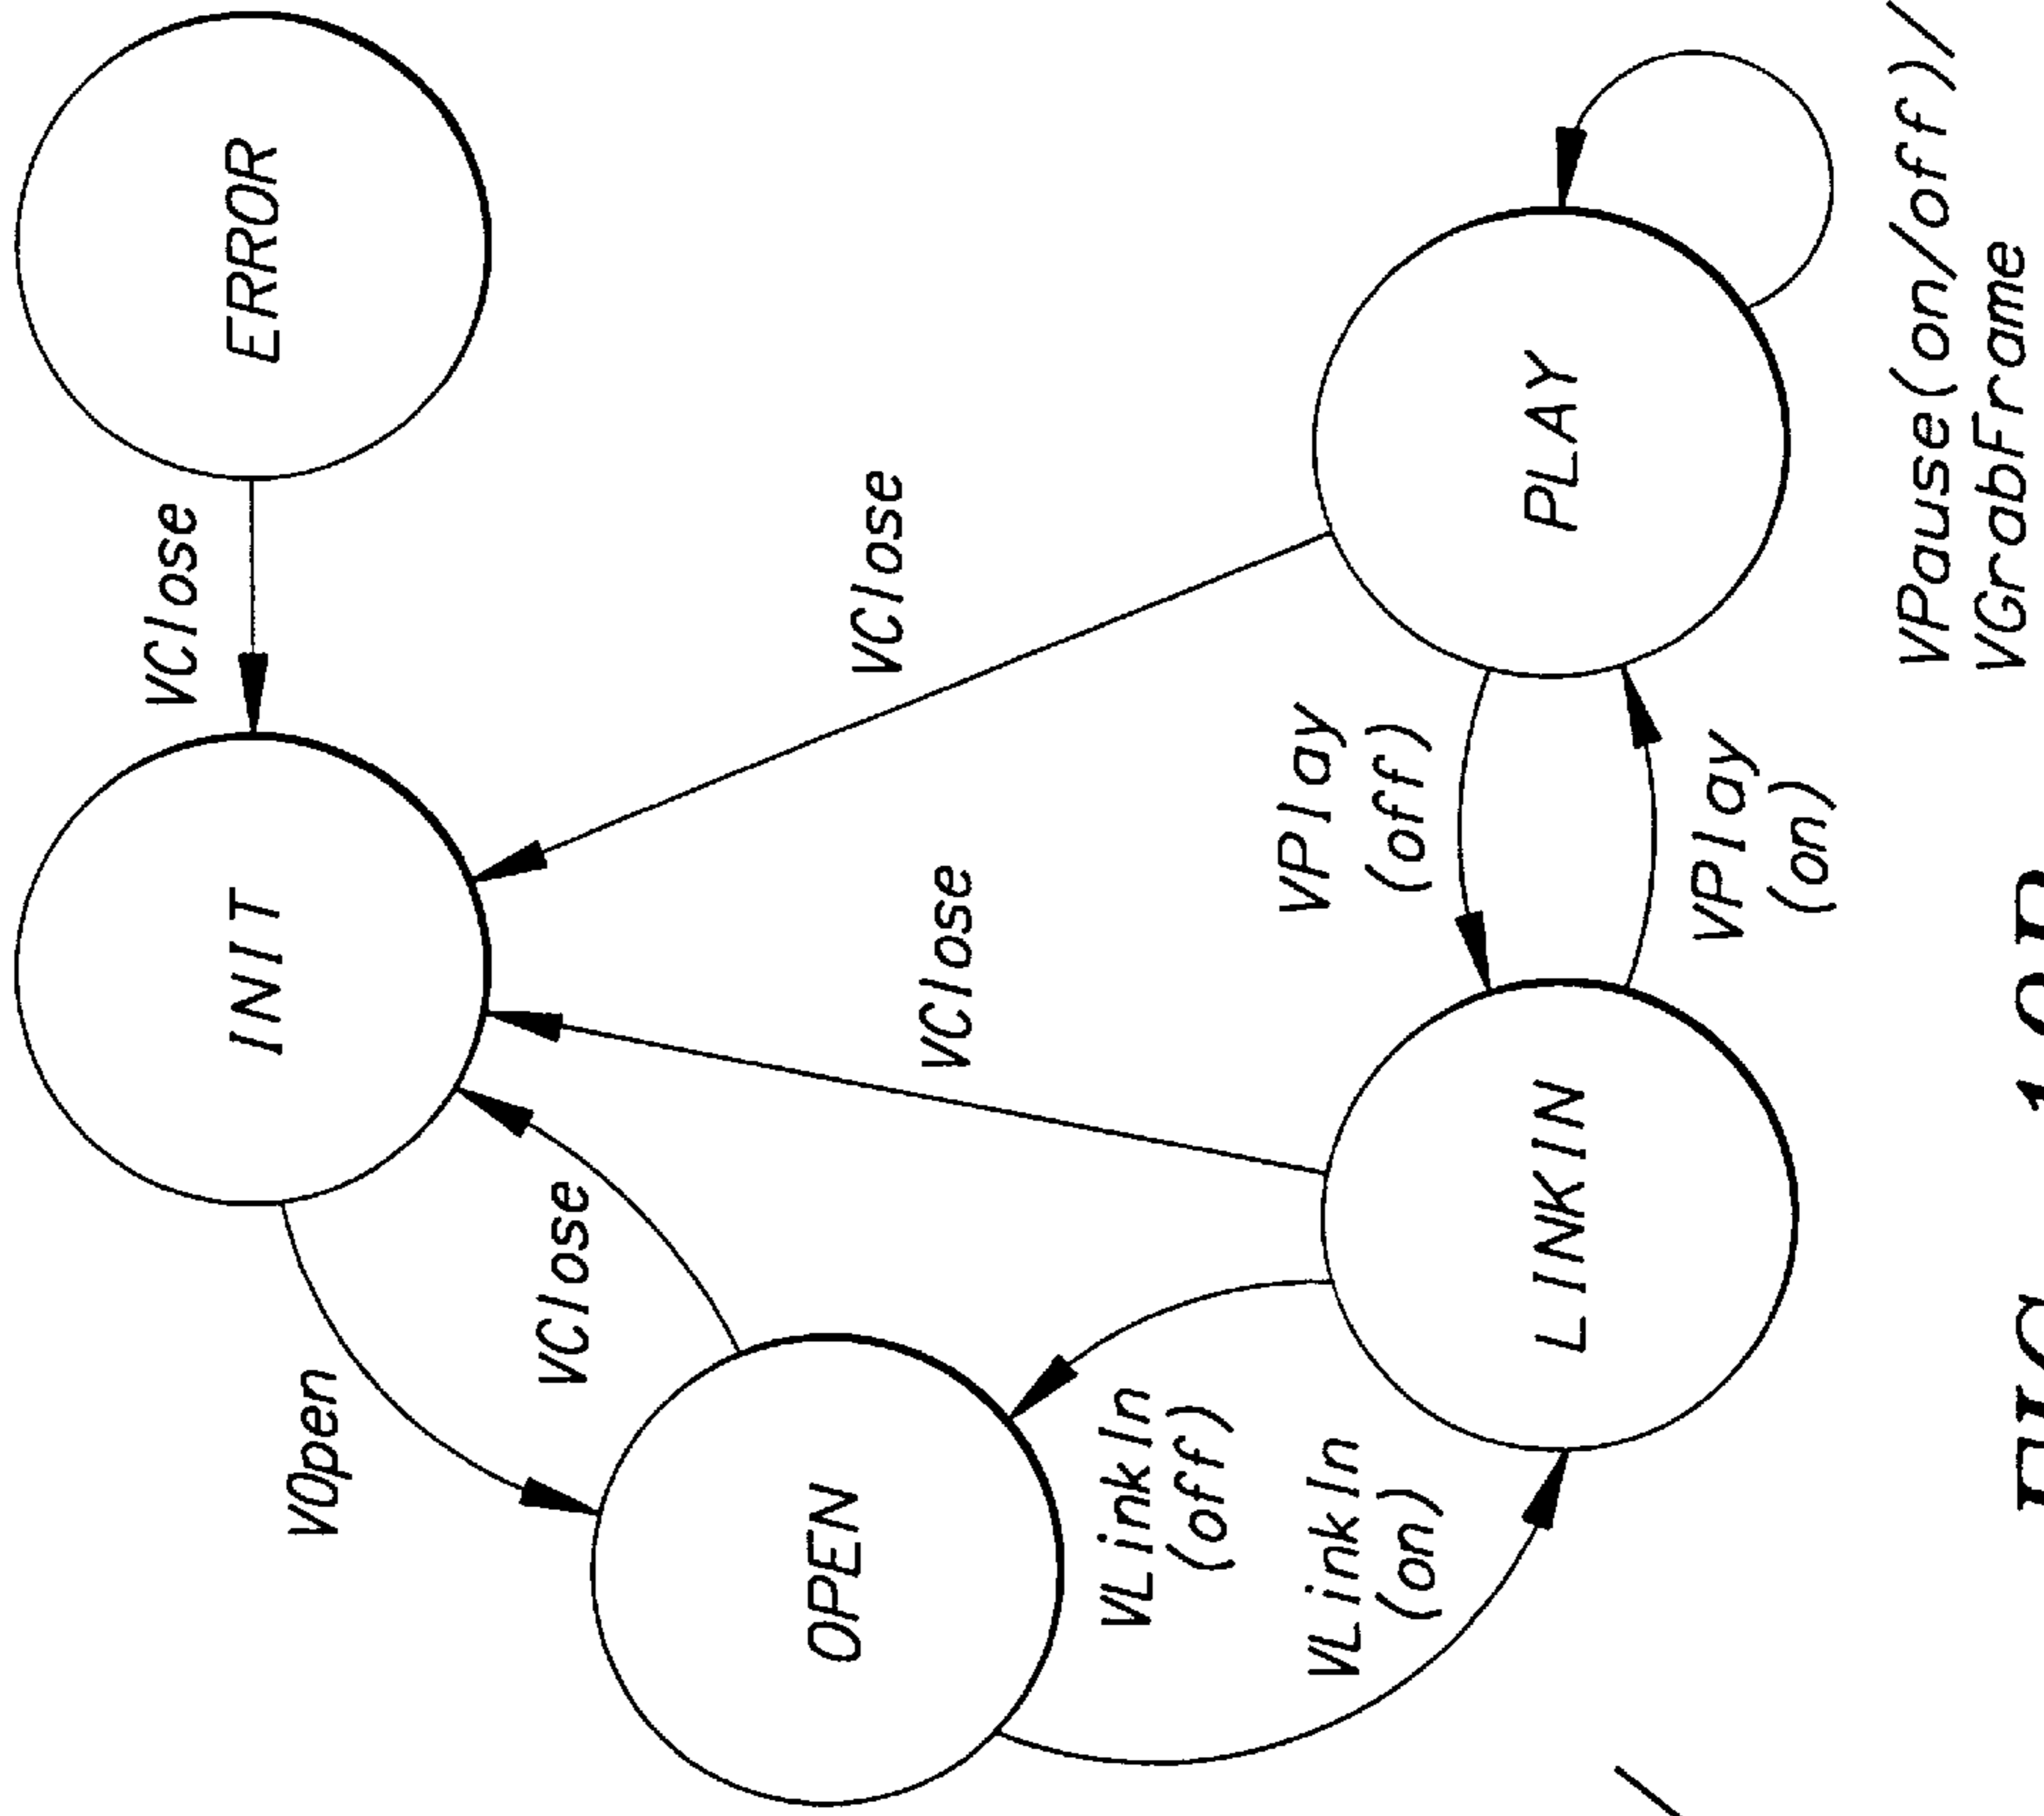 VClose
INIT
ERROR
VOpen
VClose
OPEN
VClose
VClose
VLinkIn
(off)
VPlay
(off)
VLinkIn
(on)
LINKIN
PLAY
VPlay
(on)
VPause(on/off)/
VGrabFrame